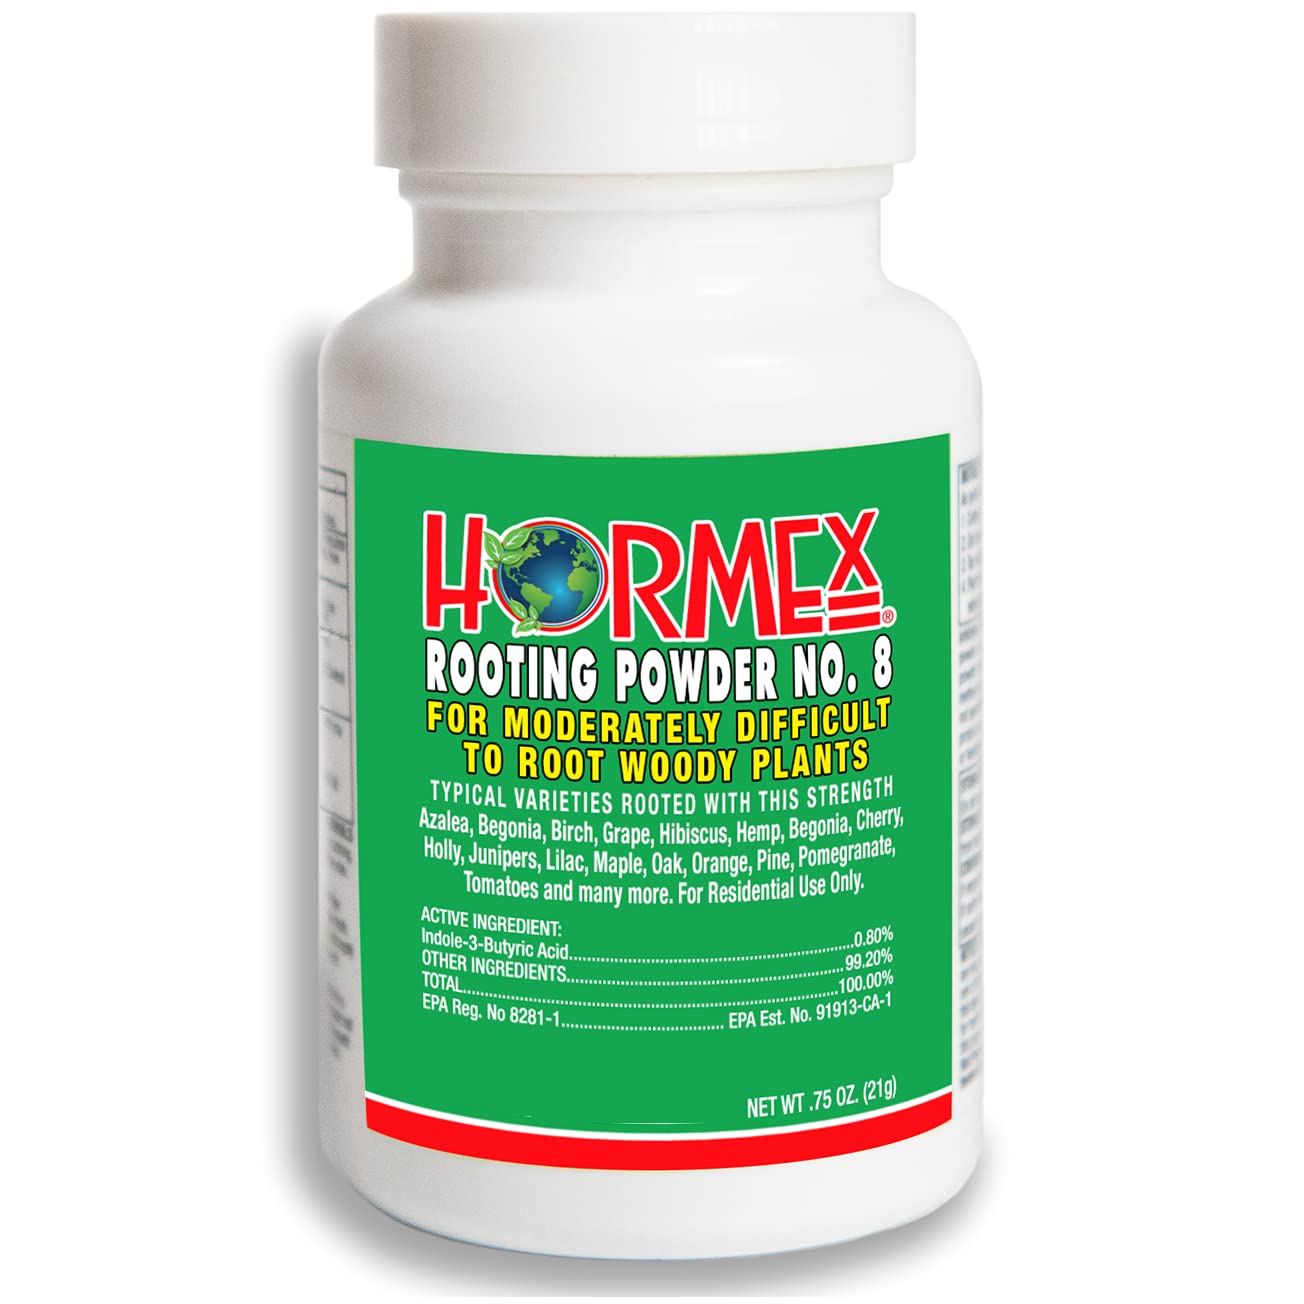 HORMEX®
ROOTING POWDER NO. 8
FOR MODERATELY DIFFICULT
TO ROOT WOODY PLANTS
TYPICAL VARIETIES ROOTED WITH THIS STRENGTH
Azalea, Begonia, Birch, Grape, Hibiscus, Hemp, Begonia, Cherry,
Holly, Junipers, Lilac, Maple, Oak, Orange, Pine, Pomegranate,
Tomatoes and many more. For Residential Use Only.
ACTIVE INGREDIENT:
Indole-3-Butyric Acid..........0.80%
OTHER INGREDIENTS..........99.20%
TOTAL..........100.00%
EPA Reg. No 8281-1.......... EPA Est. No. 91913-CA-1
NET WT .75 OZ. (21g)